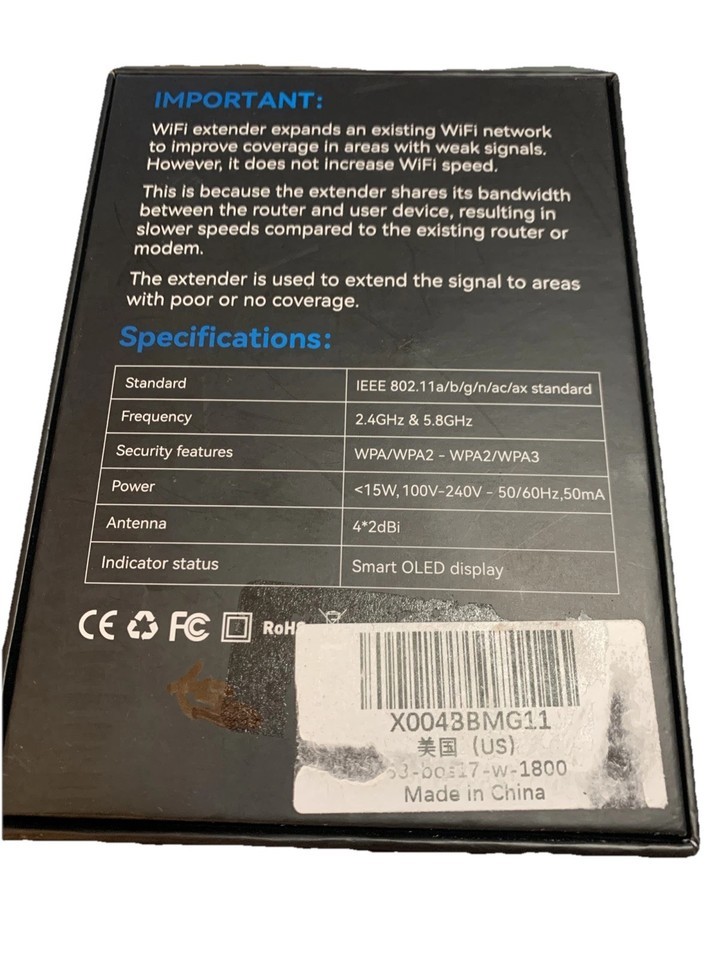 IMPORTANT:
WiFi extender expands an existing WiFi network
to improve coverage in areas with weak signals.
However, it does not increase WiFi speed.
This is because the extender shares its bandwidth
between the router and user device, resulting in
slower speeds compared to the existing router or
modem.
The extender is used to extend the signal to areas
with poor or no coverage.
Specifications:
Standard IEEE 802.11a/b/g/n/ac/ax standard
Frequency 2.4GHz & 5.8GHz
Security features WPA/WPA2 - WPA2/WPA3
Power <15W,100V-240V - 50/60Hz,50mA
Antenna 4*2dBi
Indicator status Smart OLED display
CE FC RoHS
X0043BMG11
美国 (US)
Made in China